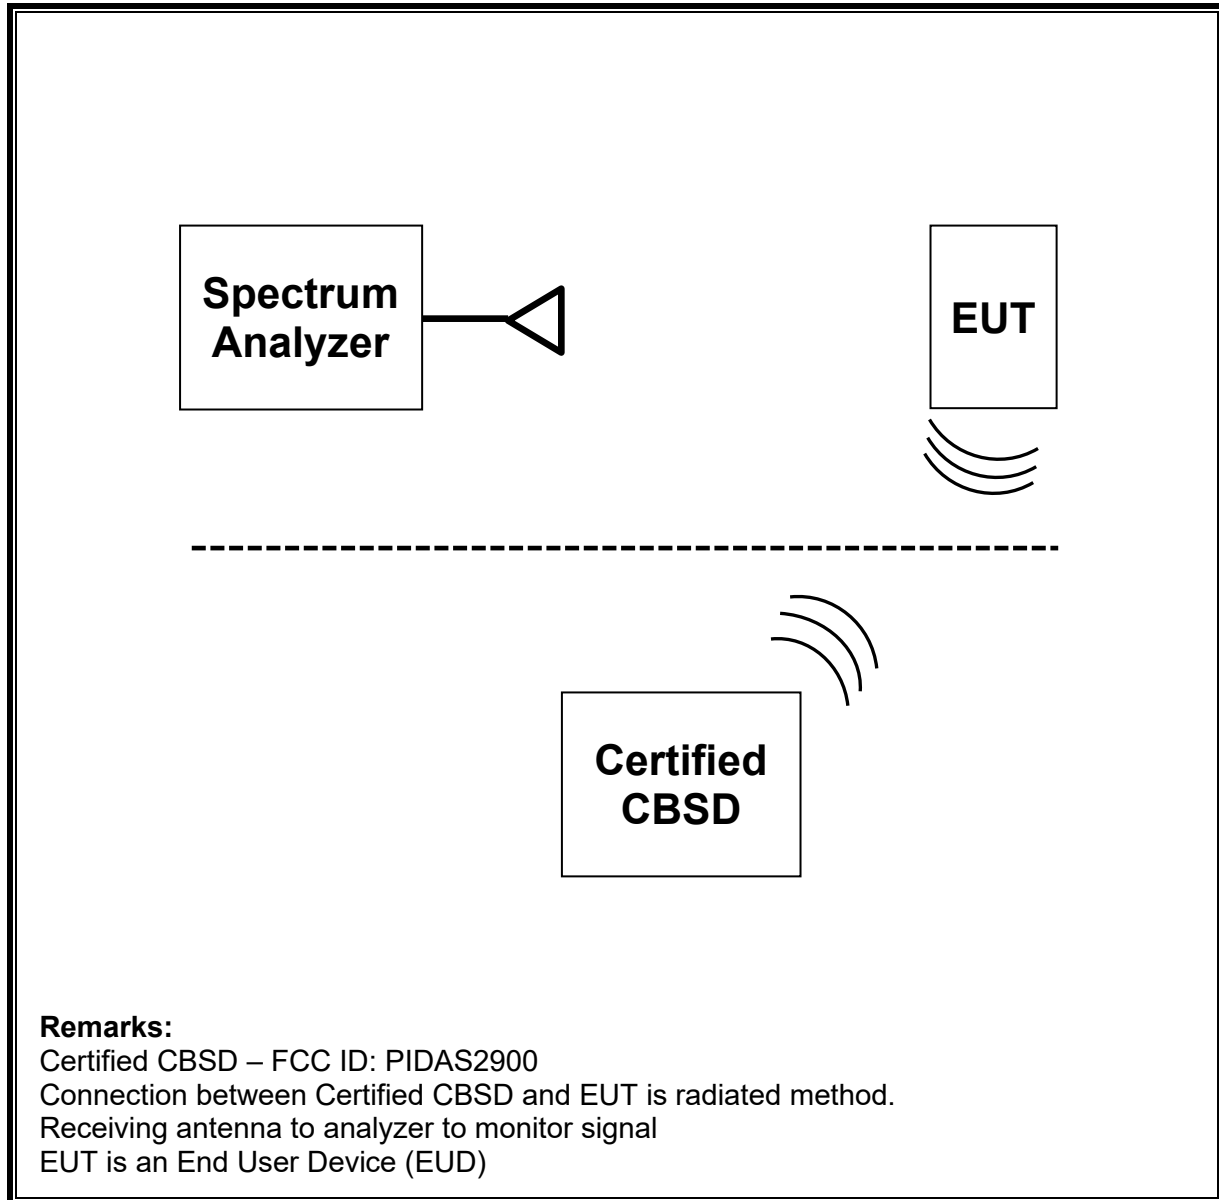 Spectrum
Analyzer
EUT
Certified
CBSD
Remarks:
Certified CBSD – FCC ID: PIDAS2900
Connection between Certified CBSD and EUT is radiated method.
Receiving antenna to analyzer to monitor signal
EUT is an End User Device (EUD)